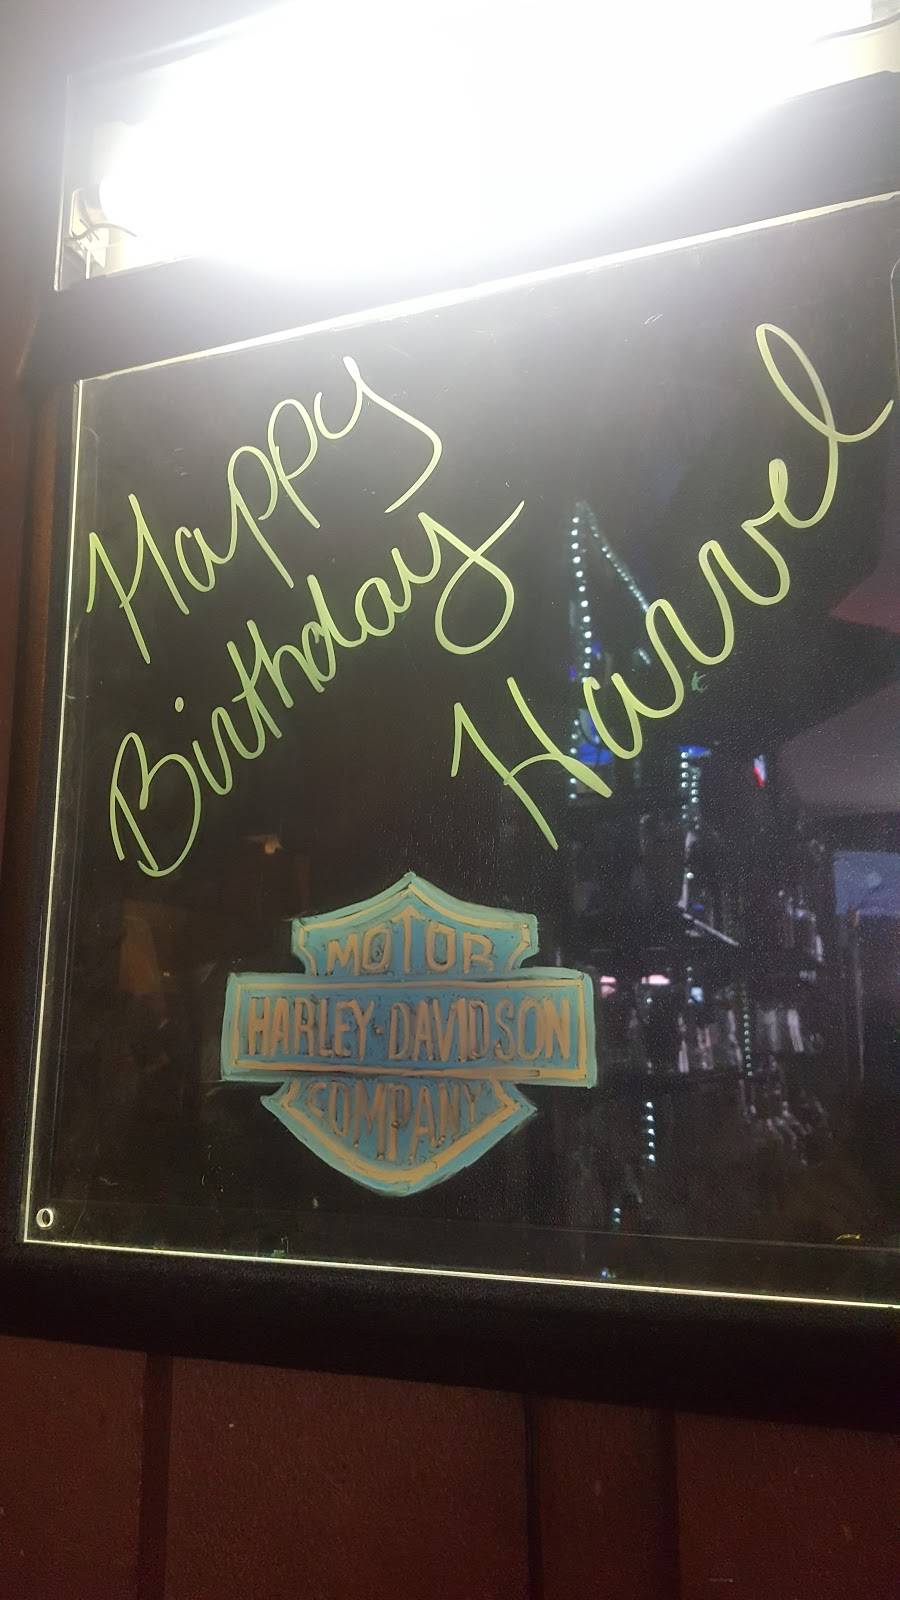 Happy
Birthday
Harvel
MOTOR
HARLEY-DAVIDSON
COMPANY